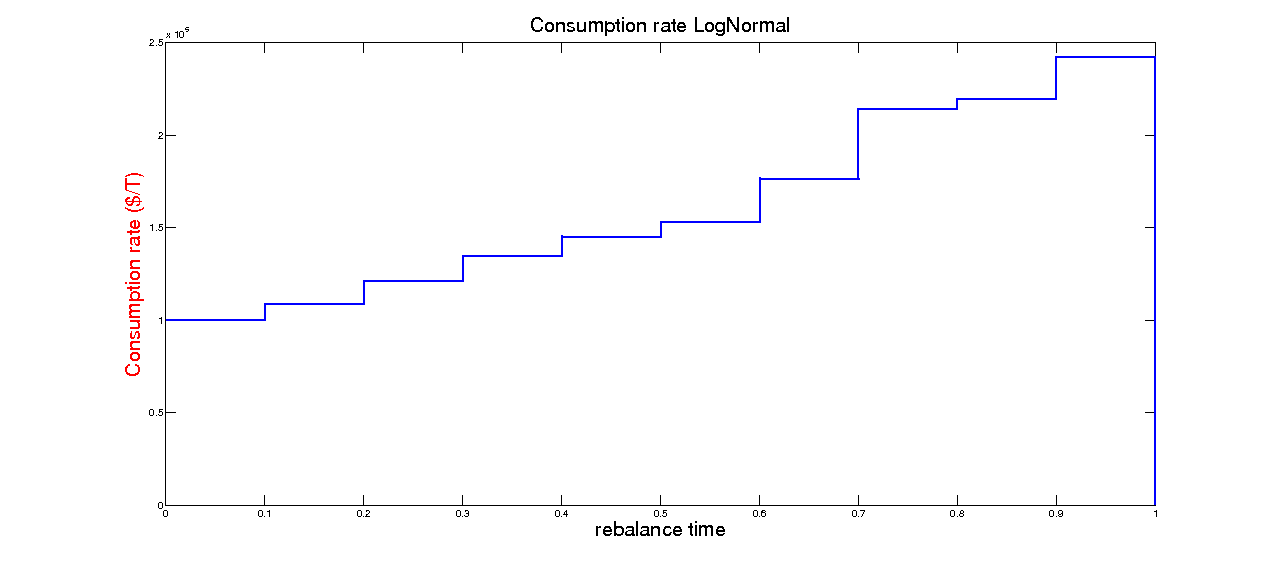 Consumption rate LogNormal
x 10^5
2.5
2
1.5
1
0.5
0
Consumption rate ($/T)
0 0.1 0.2 0.3 0.4 0.5 0.6 0.7 0.8 0.9 1
rebalance time